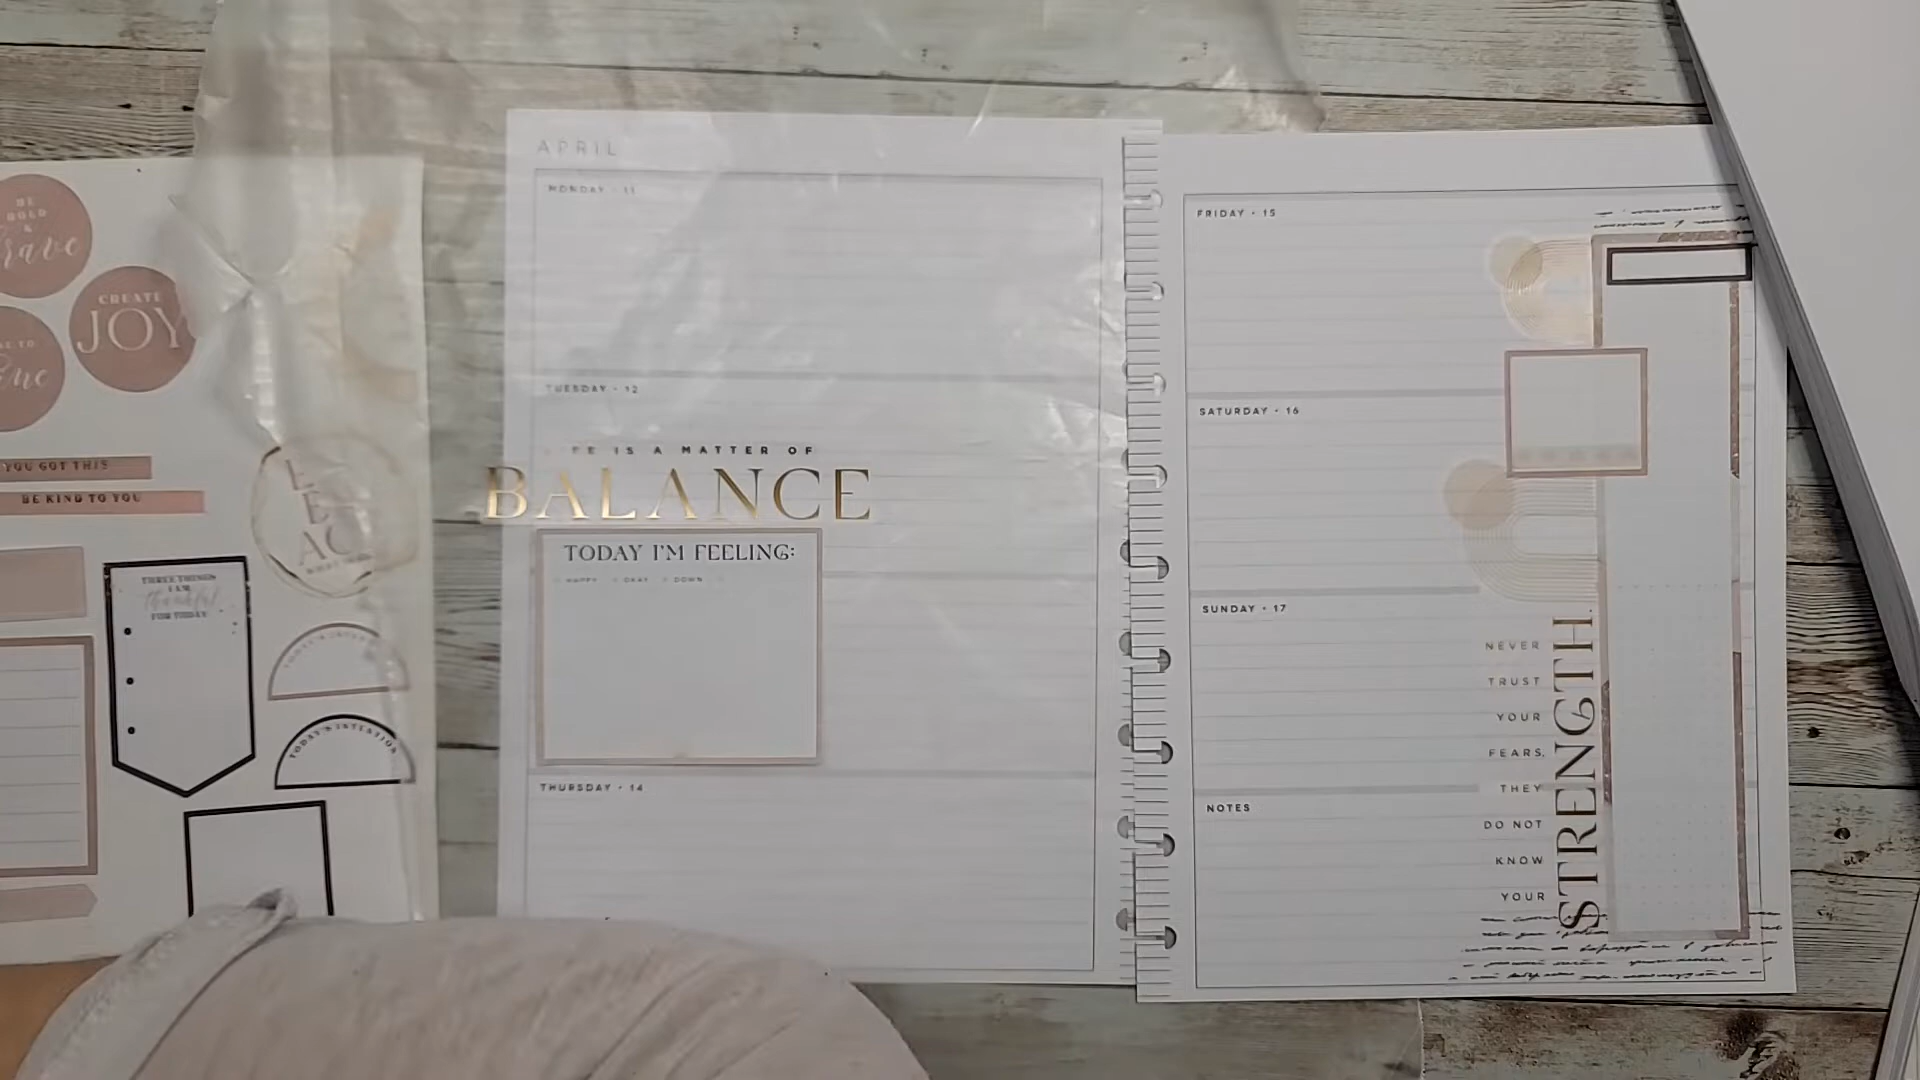 BE
BOLD
&
CREATE
JOY
YOU GOT THIS
BE KIND TO YOU
THREE THINGS
I AM
thankful
FOR TODAY
TODAY'S INTENTION
APRIL
MONDAY • 11
TUESDAY • 12
IS A MATTER OF
BALANCE
TODAY I'M FEELING:
HAPPY OKAY DOWN
THURSDAY • 14
FRIDAY • 15
SATURDAY • 16
SUNDAY • 17
NOTES
NEVER
TRUST
YOUR
FEARS,
THEY
DO NOT
KNOW
YOUR
STRENGTH.